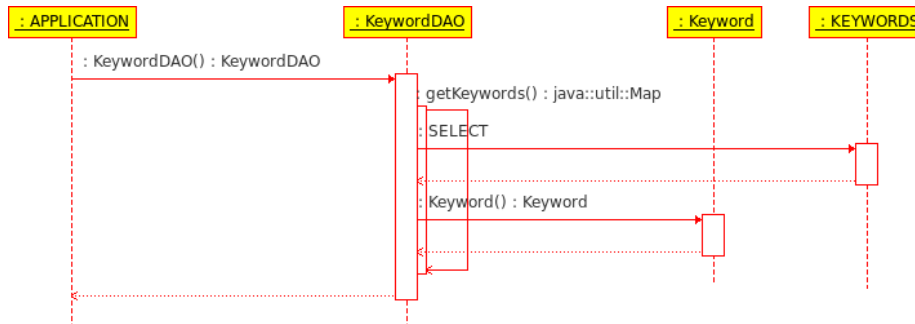 : APPLICATION
: KeywordDAO
: Keyword
: KEYWORDS
: KeywordDAO() : KeywordDAO
: getKeywords() : java::util::Map
: SELECT
: Keyword() : Keyword